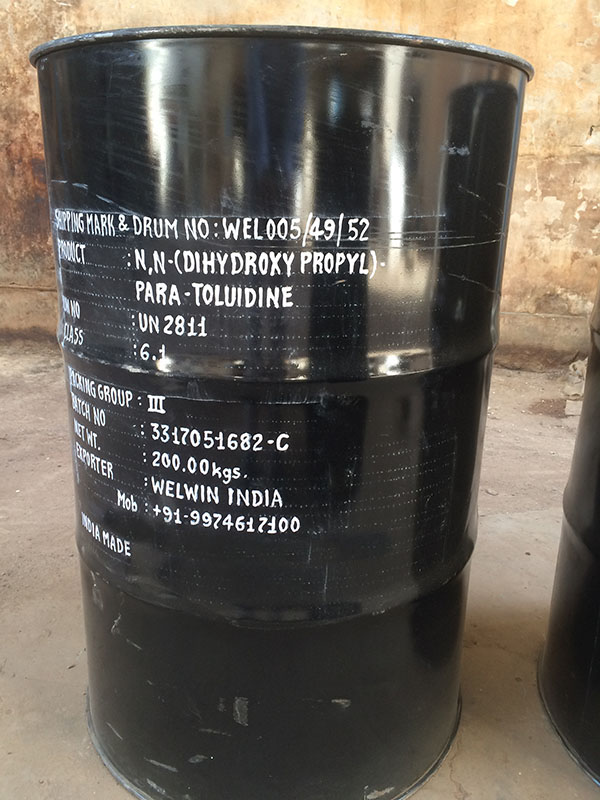 SHIPPING MARK & DRUM NO : WEL005/49/52
PRODUCT : N,N-(DIHYDROXY PROPYL)-
PARA-TOLUIDINE
UN NO : UN 2811
CLASS : 6.1
PACKING GROUP : III
BATCH NO : 3317051682-C
NET WT. : 200.00kgs.
EXPORTER : WELWIN INDIA
Mob : +91-9974617100
INDIA MADE